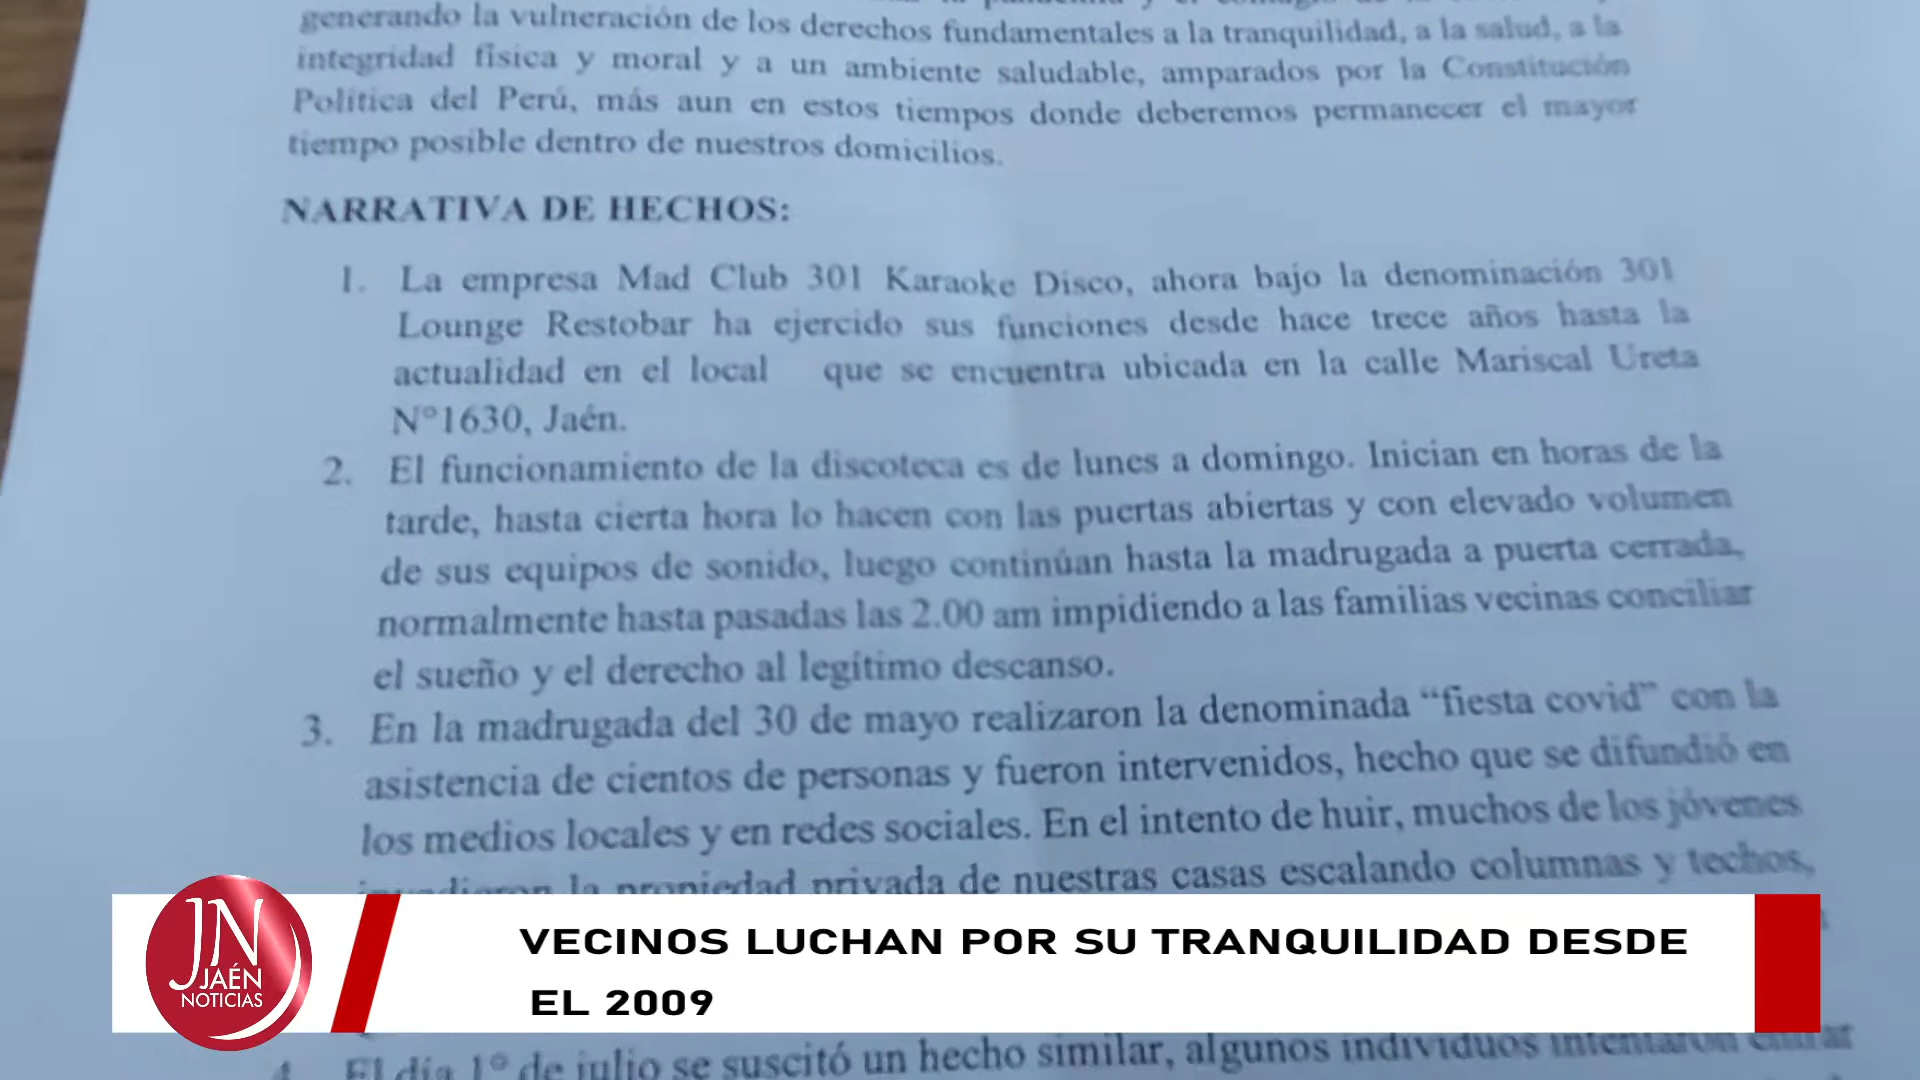 generando la vulneración de los derechos fundamentales a la tranquilidad, a la salud, a la
integridad física y moral y a un ambiente saludable, amparados por la Constitución
Política del Perú, más aun en estos tiempos donde deberemos permanecer el mayor
tiempo posible dentro de nuestros domicilios.
NARRATIVA DE HECHOS:
1. La empresa Mad Club 301 Karaoke Disco, ahora bajo la denominación 301
Lounge Restobar ha ejercido sus funciones desde hace trece años hasta la
actualidad en el local que se encuentra ubicada en la calle Mariscal Ureta
N°1630, Jaén.
2. El funcionamiento de la discoteca es de lunes a domingo. Inician en horas de la
tarde, hasta cierta hora lo hacen con las puertas abiertas y con elevado volumen
de sus equipos de sonido, luego continúan hasta la madrugada a puerta cerrada,
normalmente hasta pasadas las 2.00 am impidiendo a las familias vecinas conciliar
el sueño y el derecho al legítimo descanso.
3. En la madrugada del 30 de mayo realizaron la denominada “fiesta covid” con la
asistencia de cientos de personas y fueron intervenidos, hecho que se difundió en
los medios locales y en redes sociales. En el intento de huir, muchos de los jóvenes
la propiedad privada de nuestras casas escalando columnas y techos,
JN
JAÉN
NOTICIAS
VECINOS LUCHAN POR SU TRANQUILIDAD DESDE
EL 2009
4. El día 1° de julio se suscitó un hecho similar, algunos individuos intentaron entrar